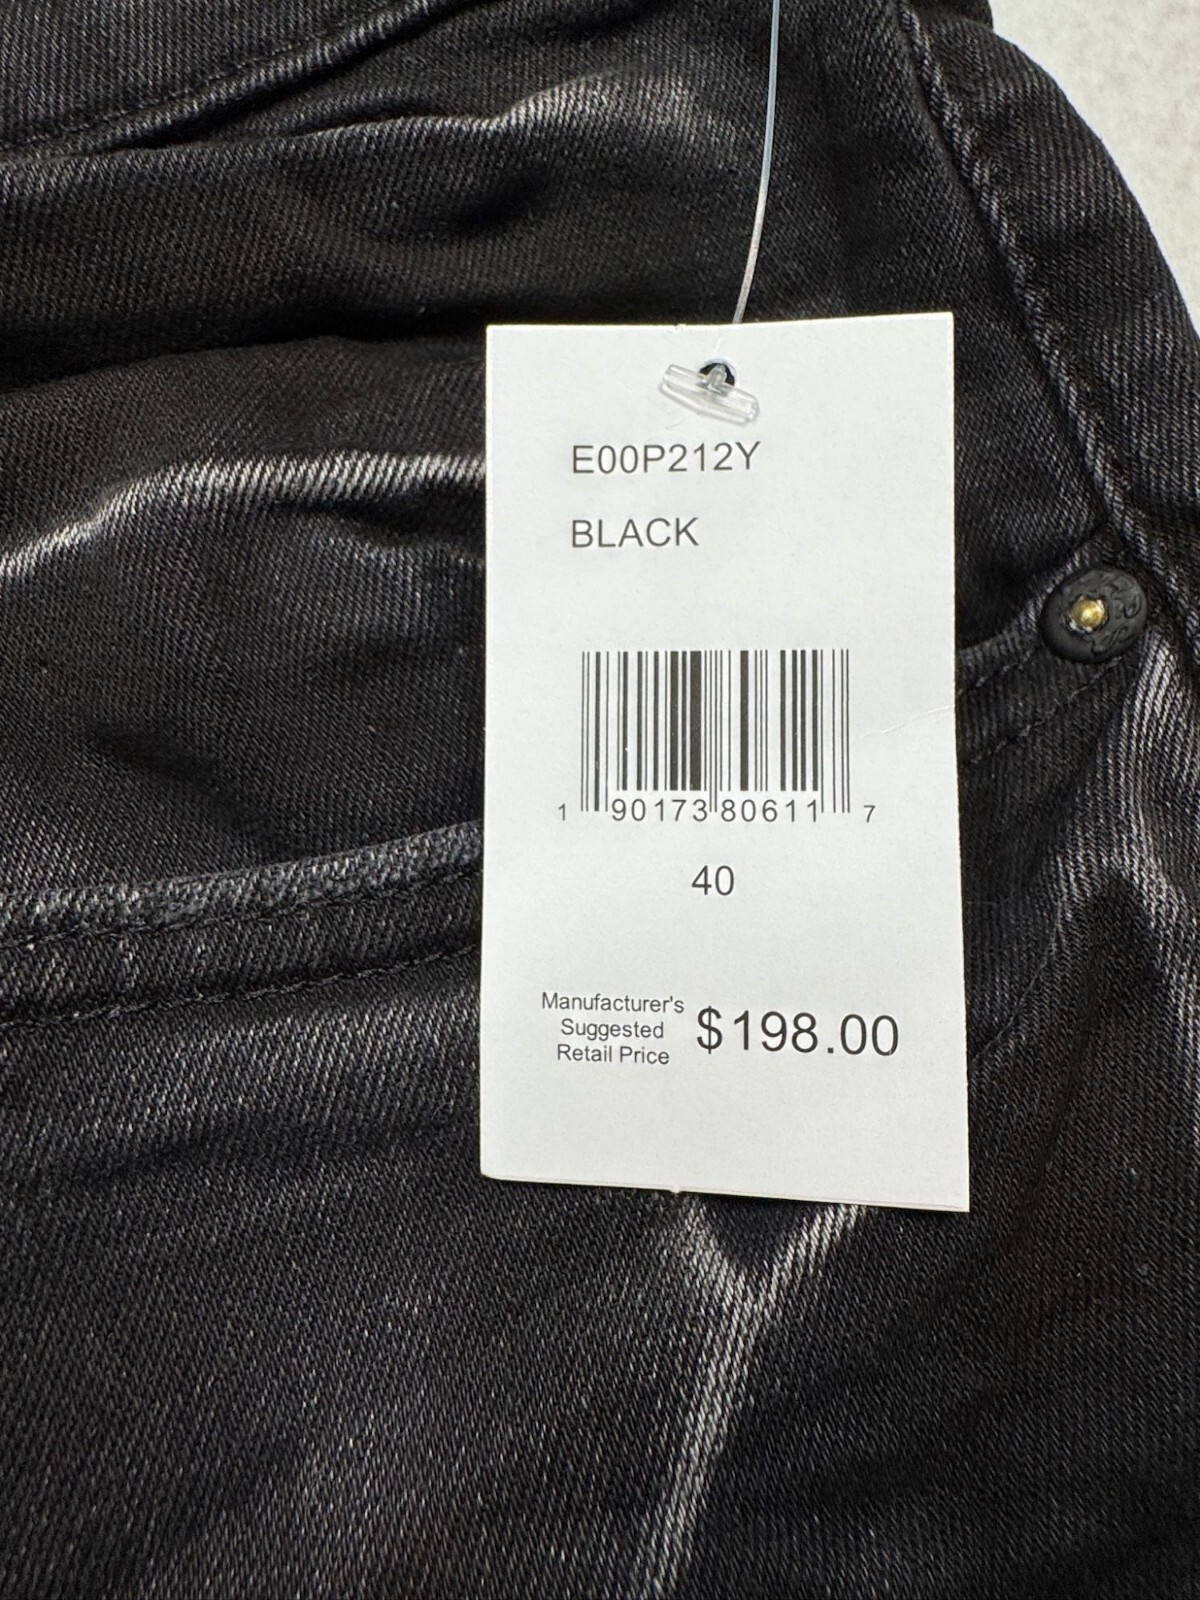 E00P212Y
BLACK
1 90173 80611 7
40
Manufacturer's
Suggested
Retail Price
$198.00